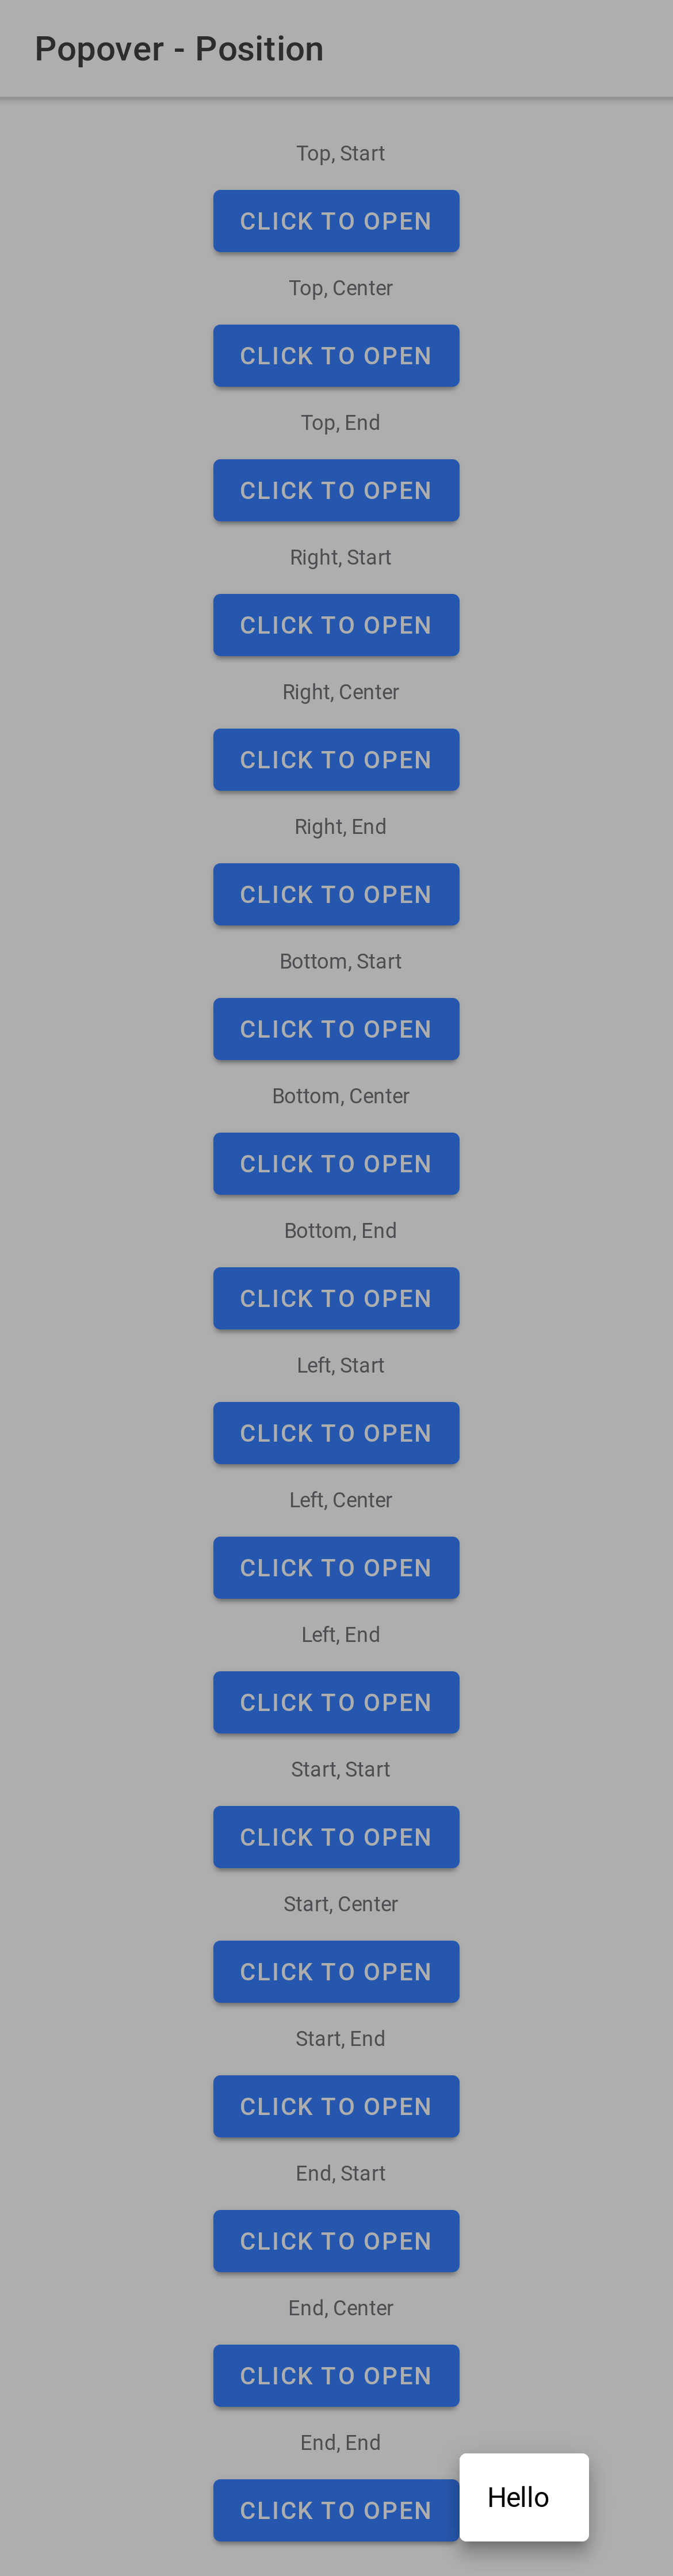 Popover - Position
Top, Start
CLICK TO OPEN
Top, Center
CLICK TO OPEN
Top, End
CLICK TO OPEN
Right, Start
CLICK TO OPEN
Right, Center
CLICK TO OPEN
Right, End
CLICK TO OPEN
Bottom, Start
CLICK TO OPEN
Bottom, Center
CLICK TO OPEN
Bottom, End
CLICK TO OPEN
Left, Start
CLICK TO OPEN
Left, Center
CLICK TO OPEN
Left, End
CLICK TO OPEN
Start, Start
CLICK TO OPEN
Start, Center
CLICK TO OPEN
Start, End
CLICK TO OPEN
End, Start
CLICK TO OPEN
End, Center
CLICK TO OPEN
End, End
CLICK TO OPEN
Hello